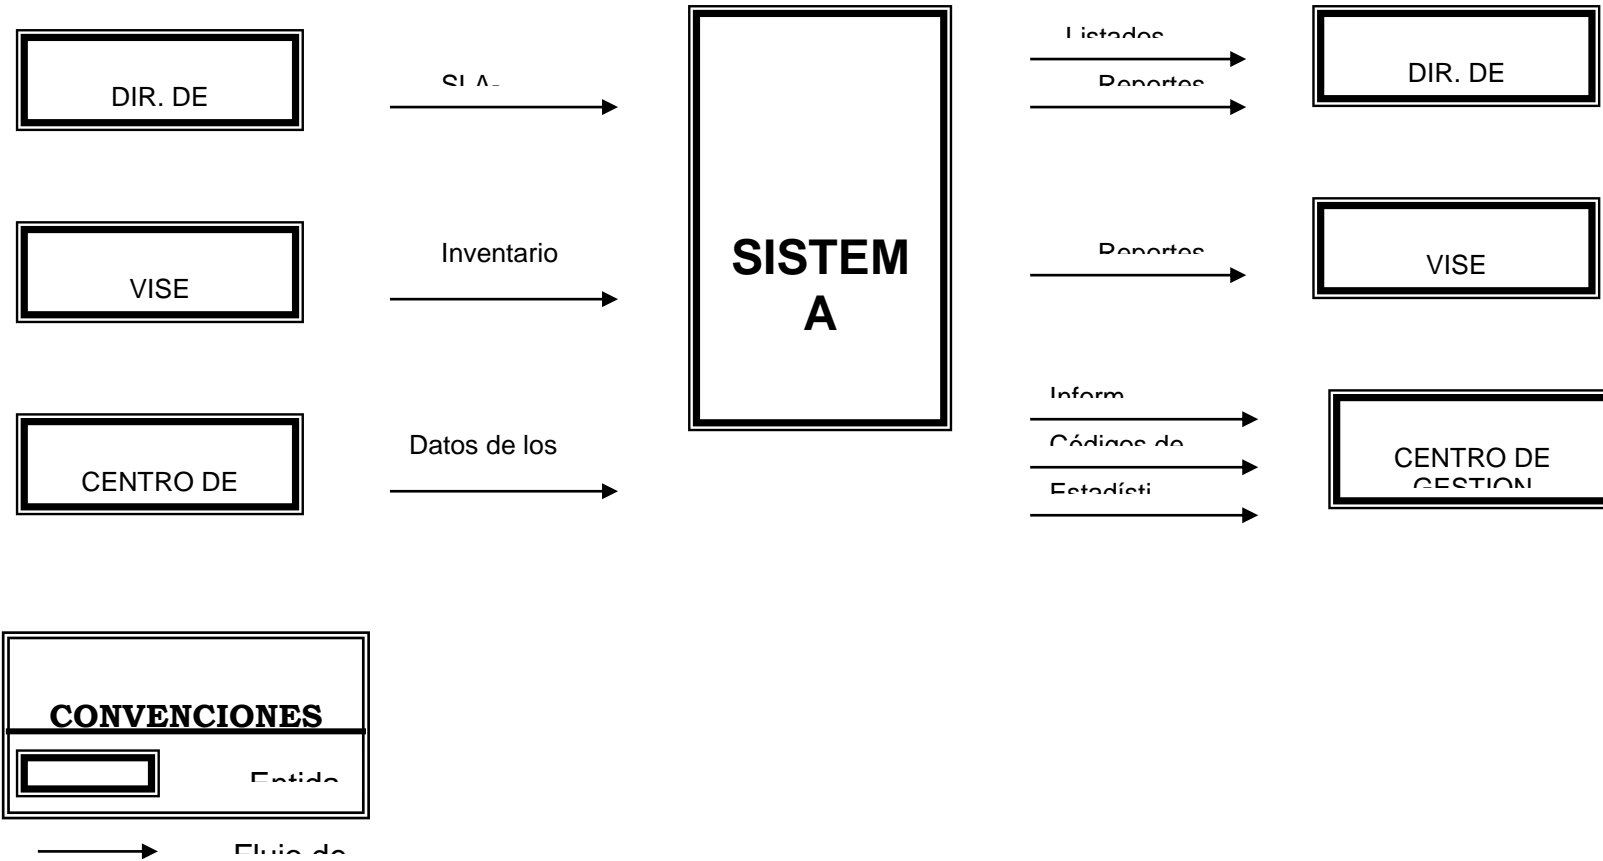 DIR. DE
SLA-
Listados
Reportes
DIR. DE
VISE
Inventario
SISTEM
A
Reportes
VISE
CENTRO DE
Datos de los
Inform
Códigos de
Estadísti
CENTRO DE
GESTION
CONVENCIONES
Entida
Flujo de